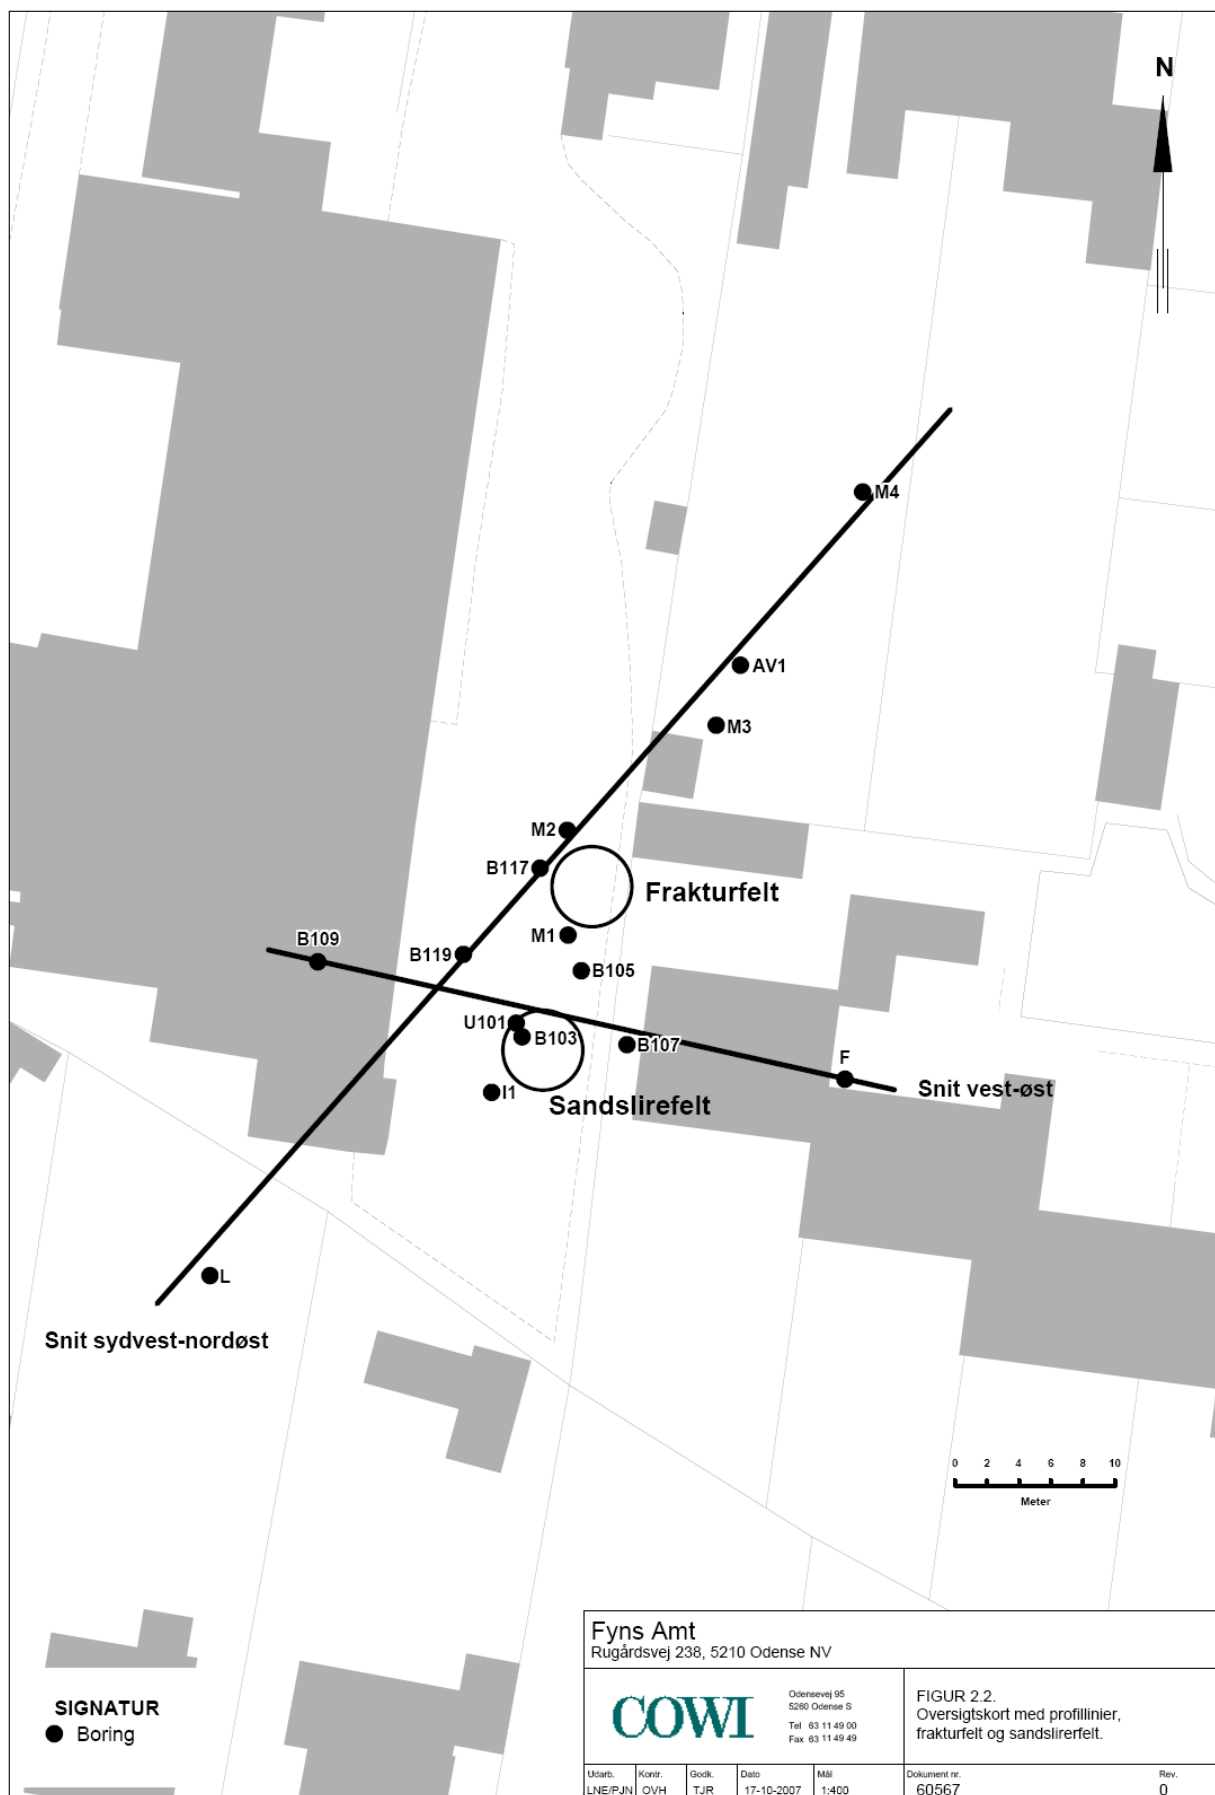 N
M4
AV1
M3
M2
B117
Frakturfelt
M1
B109
B119
B105
U101
B103
B107
F
Snit vest-øst
I1
Sandslirefelt
L
Snit sydvest-nordøst
0 2 4 6 8 10
Meter
SIGNATUR
Boring
Fyns Amt
Rugårdsvej 238, 5210 Odense NV
COWI
Odensevej 95
5260 Odense S
Tel 63 11 49 00
Fax 63 11 49 49
FIGUR 2.2.
Oversigtskort med profillinier,
frakturfelt og sandslirerfelt.
Udarb. Kontr. Godk. Dato Mål Dokument nr. Rev.
LNE/PJN OVH TJR 17-10-2007 1:400 60567 0